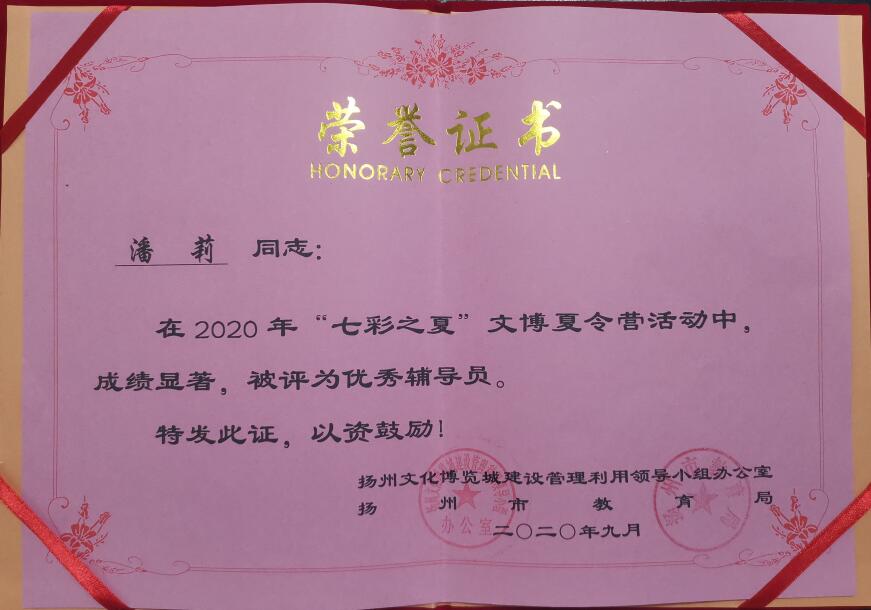 荣誉证书
HONORARY CREDENTIAL
潘 莉 同志：
在2020年“七彩之夏”文博夏令营活动中，
成绩显著，被评为优秀辅导员。
特发此证，以资鼓励！
扬州文化博览城建设管理利用领导小组办公室
扬州市教育局
二〇二〇年九月
办公室